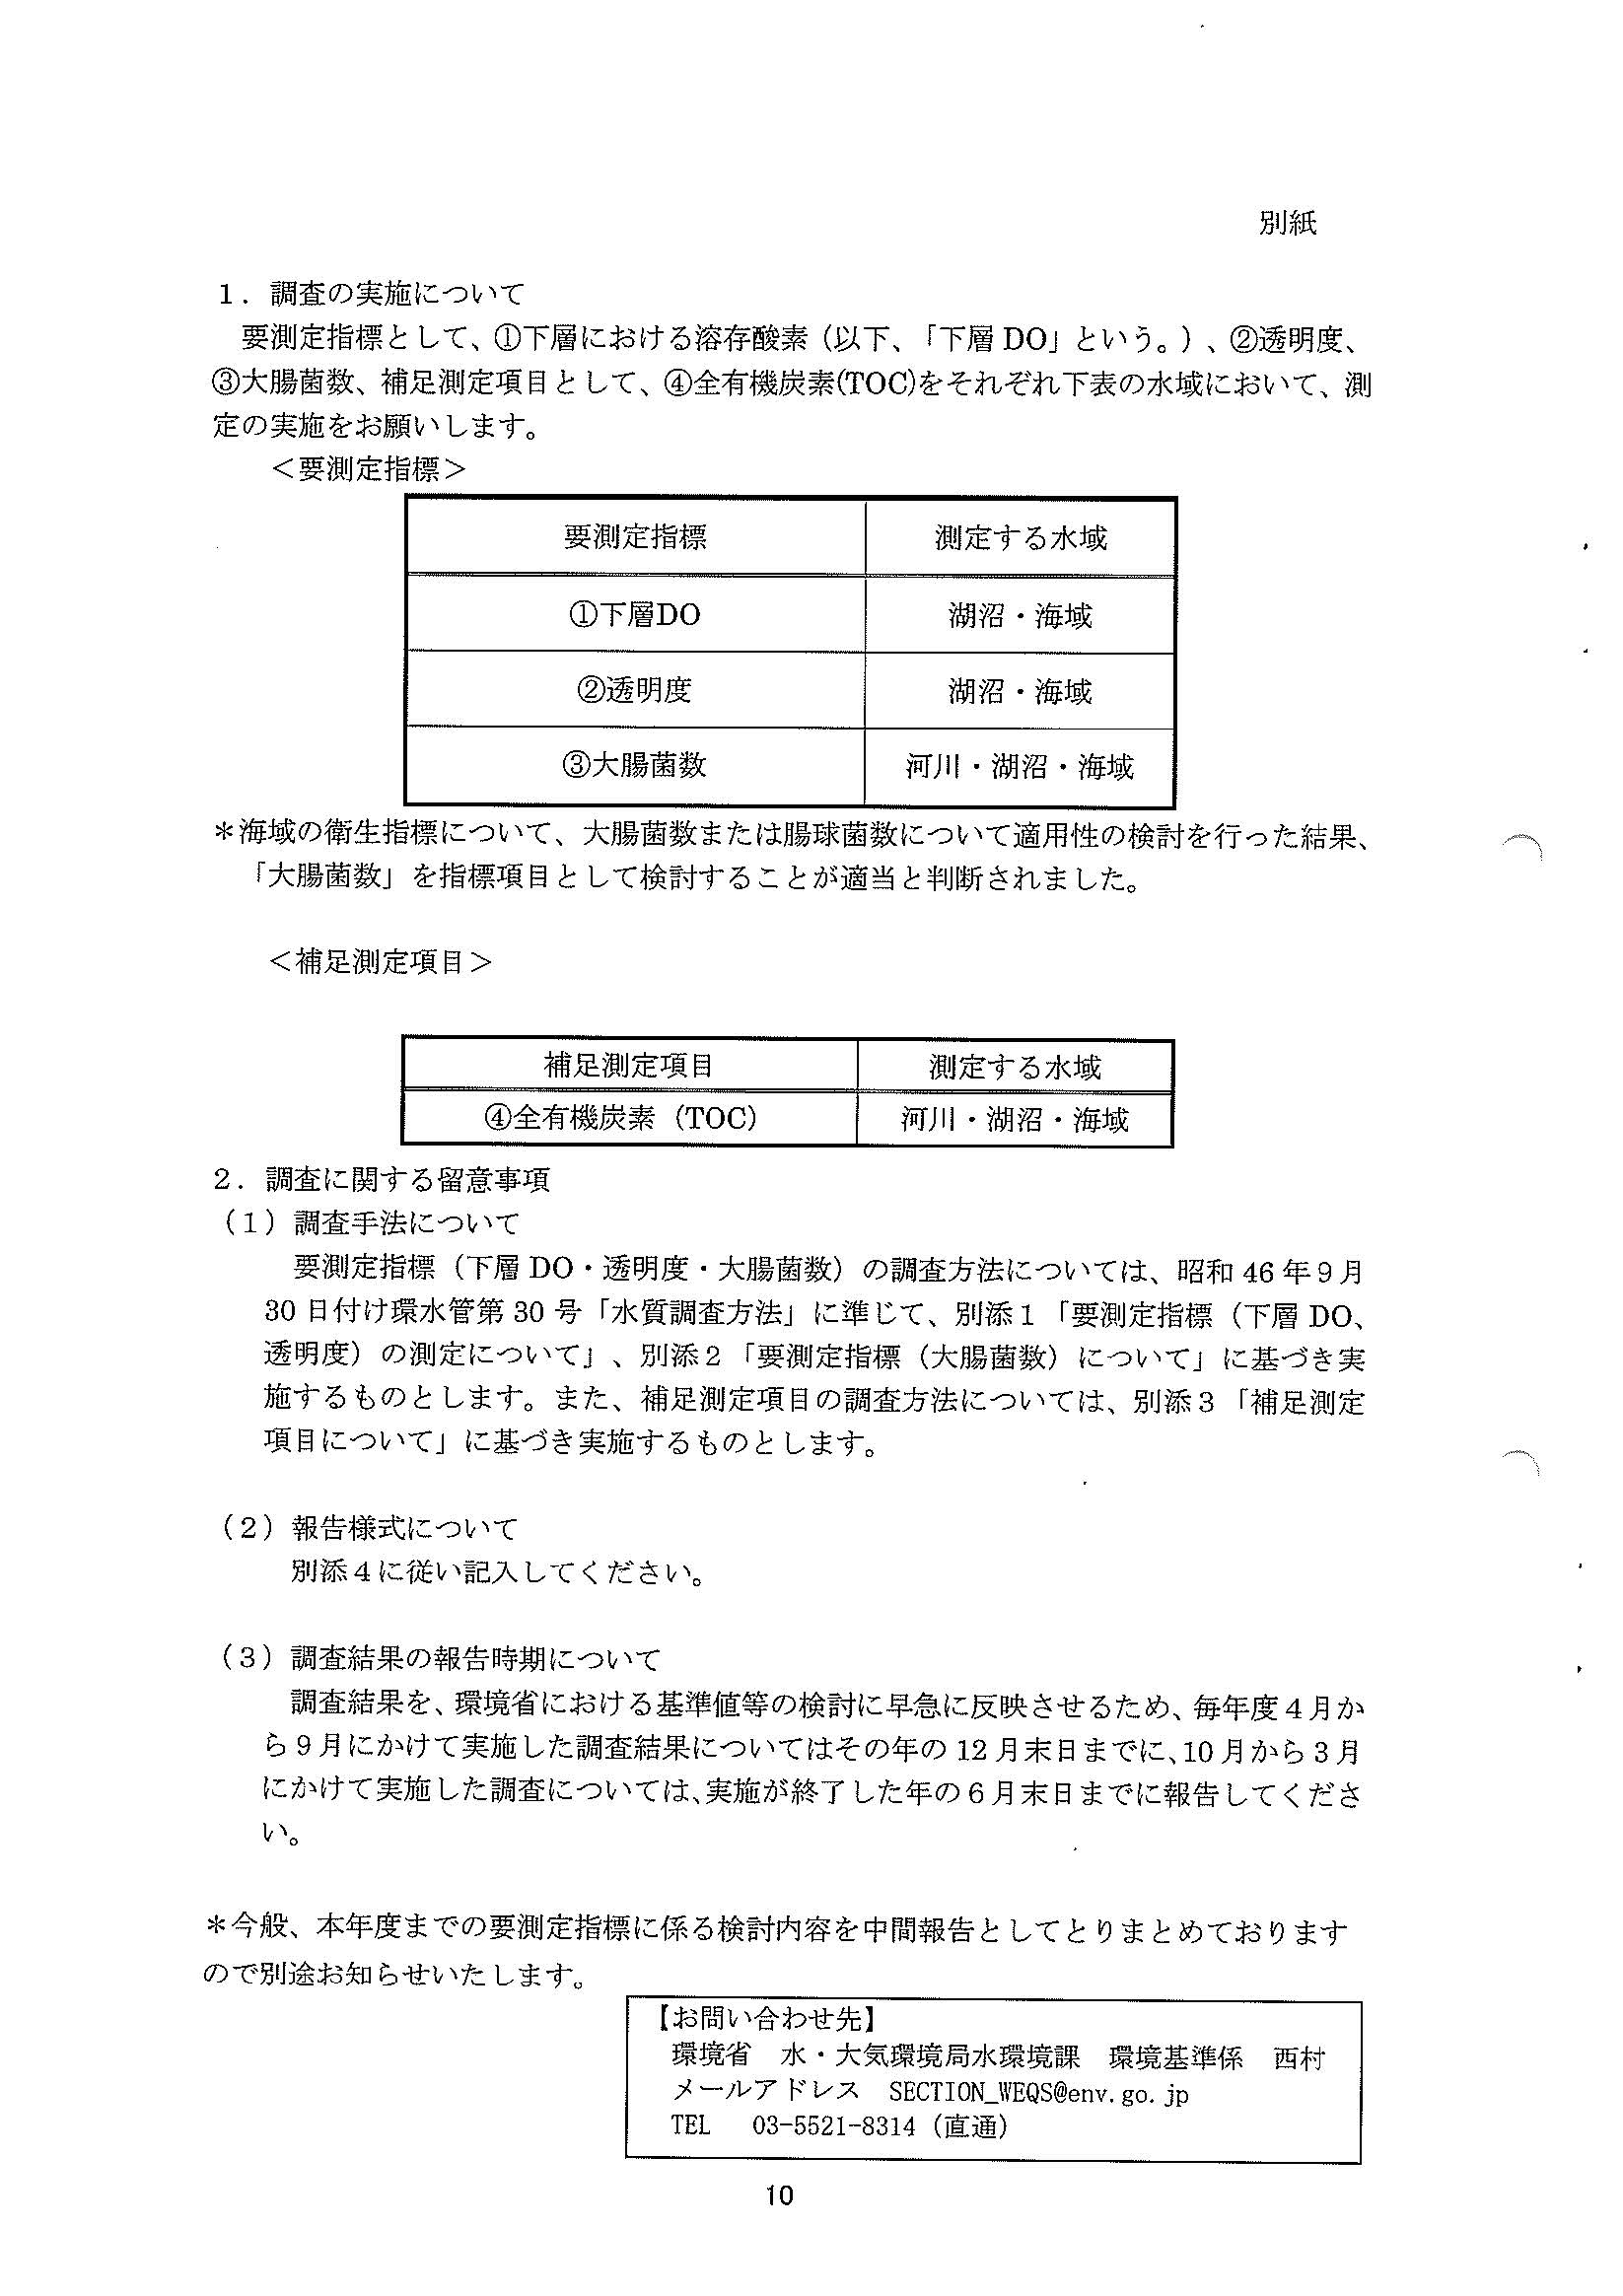 別紙
１．調査の実施について
要測定指標として、①下層における溶存酸素（以下、「下層 DO」という。）、②透明度、
③大腸菌数、補足測定項目として、④全有機炭素(TOC)をそれぞれ下表の水域において、測
定の実施をお願いします。
＜要測定指標＞
要測定指標 測定する水域
①下層DO 湖沼・海域
②透明度 湖沼・海域
③大腸菌数 河川・湖沼・海域
＊海域の衛生指標について、大腸菌数または腸球菌数について適用性の検討を行った結果、
「大腸菌数」を指標項目として検討することが適当と判断されました。
＜補足測定項目＞
補足測定項目 測定する水域
④全有機炭素（TOC） 河川・湖沼・海域
２．調査に関する留意事項
（１）調査手法について
要測定指標（下層 DO・透明度・大腸菌数）の調査方法については、昭和 46 年９月
30 日付け環水管第 30 号「水質調査方法」に準じて、別添１「要測定指標（下層 DO、
透明度）の測定について」、別添２「要測定指標（大腸菌数）について」に基づき実
施するものとします。また、補足測定項目の調査方法については、別添３「補足測定
項目について」に基づき実施するものとします。
（２）報告様式について
別添４に従い記入してください。
（３）調査結果の報告時期について
調査結果を、環境省における基準値等の検討に早急に反映させるため、毎年度４月か
ら９月にかけて実施した調査結果についてはその年の 12 月末日までに、10 月から３月
にかけて実施した調査については、実施が終了した年の６月末日までに報告してくださ
い。
＊今般、本年度までの要測定指標に係る検討内容を中間報告としてとりまとめております
ので別途お知らせいたします。
【お問い合わせ先】
環境省　水・大気環境局水環境課　環境基準係　西村
メールアドレス　SECTION_WEQS@env.go.jp
TEL　03-5521-8314（直通）
10